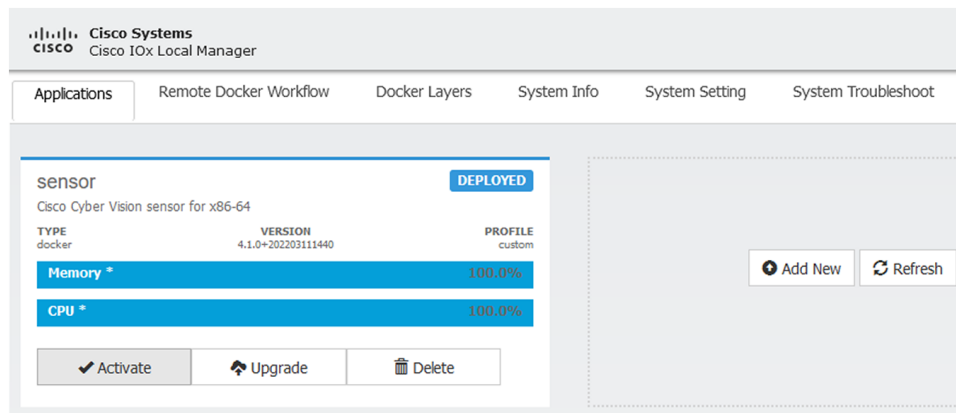 Cisco Systems
CISCO Cisco IOx Local Manager
Applications Remote Docker Workflow Docker Layers System Info System Setting System Troubleshoot
sensor DEPLOYED
Cisco Cyber Vision sensor for x86-64
TYPE VERSION PROFILE
docker 4.1.0+202203111440 custom
Memory * 100.0%
CPU * 100.0%
Activate Upgrade Delete
Add New Refresh